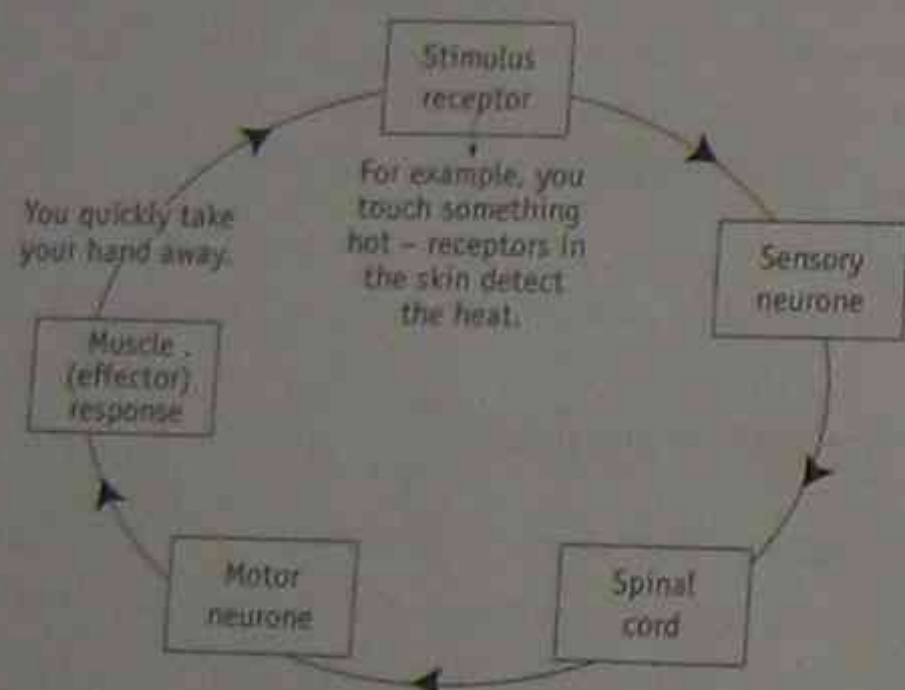 Stimulus
receptor
For example, you
touch something
hot – receptors in
the skin detect
the heat.
Sensory
neurone
Spinal
cord
Motor
neurone
Muscle
(effector)
response
You quickly take
your hand away.